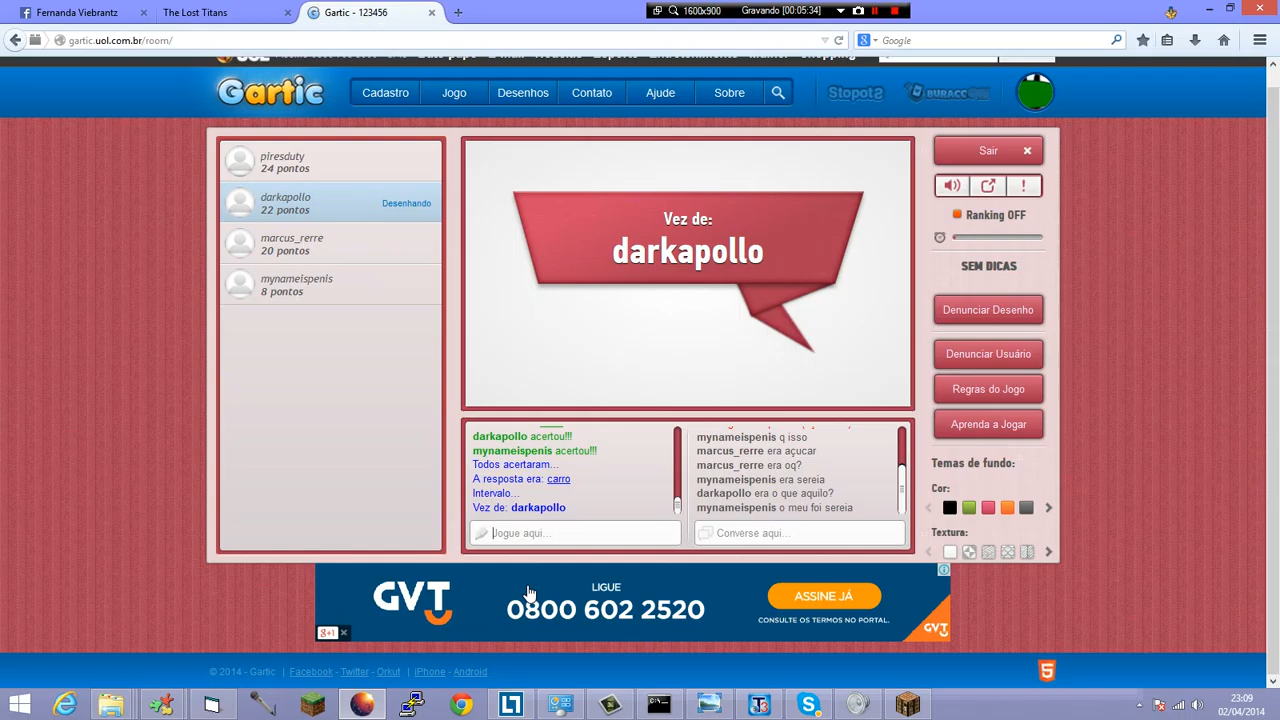 Fernanda Vivebrantz
The Lost Titans
Gartic - 123456
1600x900
Gravando [00:05:34]
gartic.uol.com.br/room/
Google
Shopping
Gartic
Cadastro
Jogo
Desenhos
Contato
Ajude
Sobre
StopotS
BURACO
piresduty
24 pontos
darkapollo
22 pontos
Desenhando
marcus_rerre
20 pontos
mynameispenis
8 pontos
Vez de:
darkapollo
Sair
Ranking OFF
SEM DICAS
Denunciar Desenho
Denunciar Usuário
Regras do Jogo
Aprenda a Jogar
Temas de fundo:
Cor:
Textura:
darkapollo acertou!!!
mynameispenis acertou!!!
Todos acertaram...
A resposta era: carro
Intervalo...
Vez de: darkapollo
Jogue aqui...
mynameispenis q isso
marcus_rerre era açucar
marcus_rerre era oq?
mynameispenis era sereia
darkapollo era o que aquilo?
mynameispenis o meu foi sereia
Converse aqui...
GVT
LIGUE
0800 602 2520
ASSINE JÁ
CONSULTE OS TERMOS NO PORTAL.
GVT
g+1
© 2014 - Gartic | Facebook - Twitter - Orkut | iPhone - Android
23:09
02/04/2014